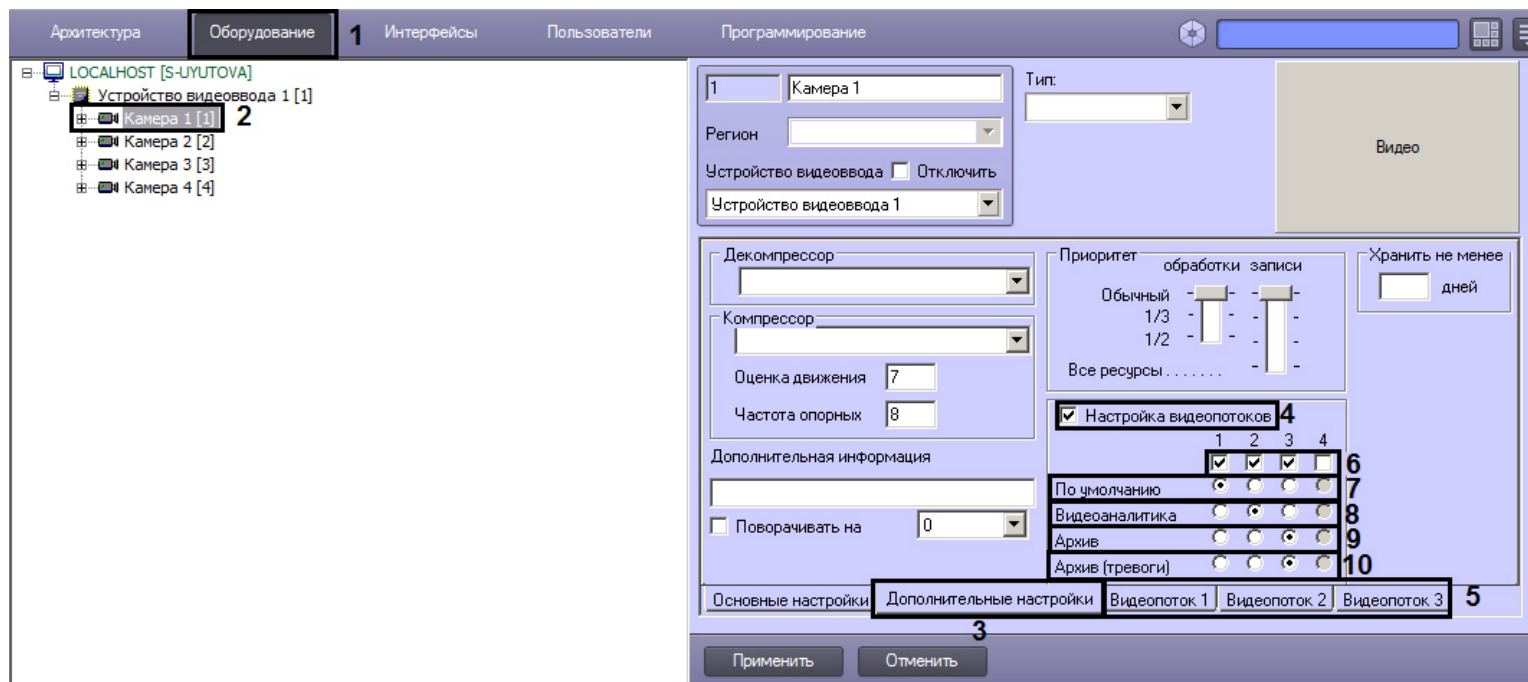 Архитектура Оборудование 1 Интерфейсы Пользователи Программирование
LOCALHOST [S-UYUTOVA]
Устройство видеоввода 1 [1]
Камера 1 [1] 2
Камера 2 [2]
Камера 3 [3]
Камера 4 [4]
1 Камера 1
Тип:
Регион
Видео
Устройство видеоввода Отключить
Устройство видеоввода 1
Декомпрессор
Компрессор
Оценка движения 7
Частота опорных 8
Дополнительная информация
Поворачивать на 0
Приоритет
обработки записи
Обычный
1/3
1/2
Все ресурсы . . . . . . .
Хранить не менее
дней
Настройка видеопотоков 4
1 2 3 4
6
По умолчанию 7
Видеоаналитика 8
Архив 9
Архив (тревоги) 10
Основные настройки Дополнительные настройки Видеопоток 1 Видеопоток 2 Видеопоток 3 5
3
Применить Отменить